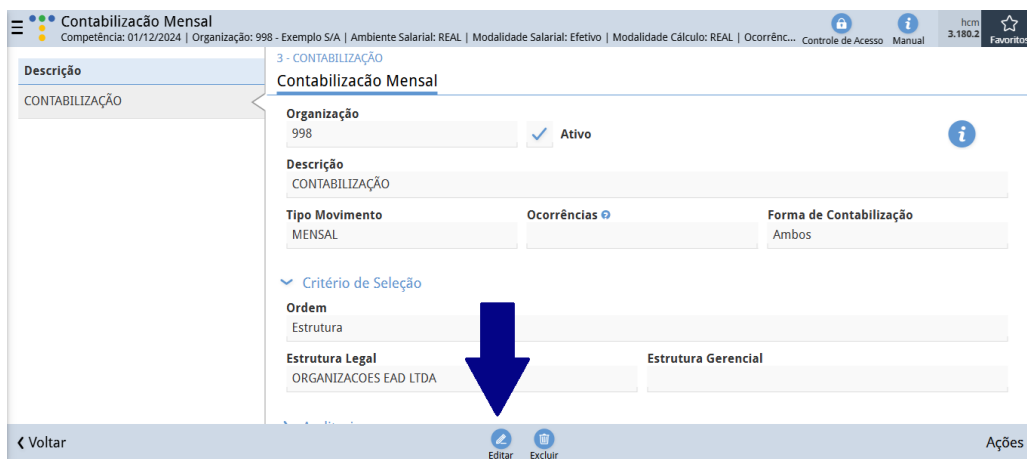 Contabilizacão Mensal
Competência: 01/12/2024 | Organização: 998 - Exemplo S/A | Ambiente Salarial: REAL | Modalidade Salarial: Efetivo | Modalidade Cálculo: REAL | Ocorrênc...
Controle de Acesso
Manual
hcm
3.180.2
Favoritos
Descrição
CONTABILIZAÇÃO
3 - CONTABILIZAÇÃO
Contabilizacão Mensal
Organização
998
Ativo
Descrição
CONTABILIZAÇÃO
Tipo Movimento Ocorrências Forma de Contabilização
MENSAL Ambos
Critério de Seleção
Ordem
Estrutura
Estrutura Legal Estrutura Gerencial
ORGANIZACOES EAD LTDA
Voltar
Editar Excluir
Ações